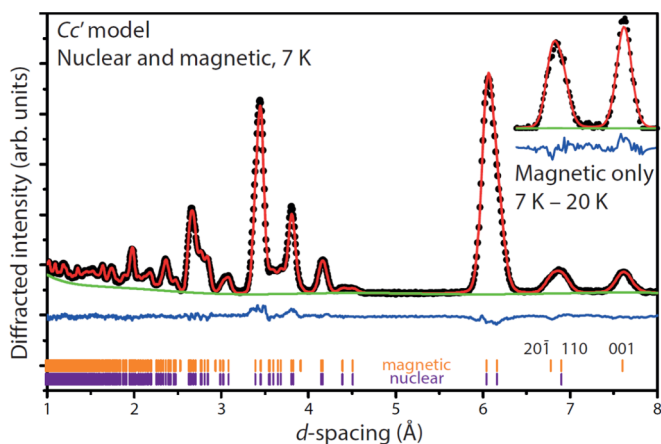 Cc′ model
Nuclear and magnetic, 7 K
Magnetic only
7 K – 20 K
Diffracted intensity (arb. units)
201̅ 110 001
magnetic
nuclear
1 2 3 4 5 6 7 8
d-spacing (Å)